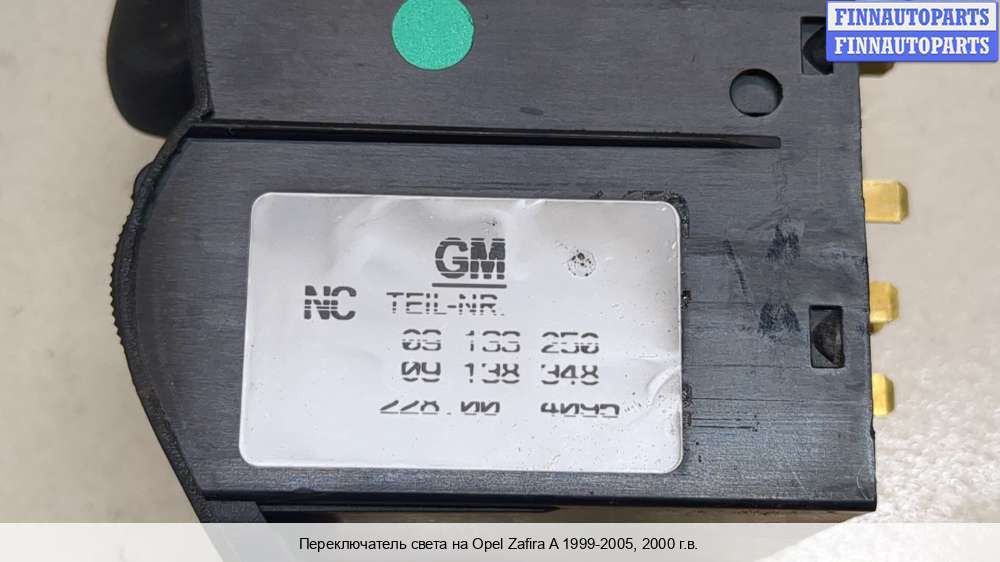 FINNAUTOPARTS
FINNAUTOPARTS
GM
NC TEIL-NR.
09 133 250
09 138 348
228.00 4095
Переключатель света на Opel Zafira A 1999-2005, 2000 г.в.